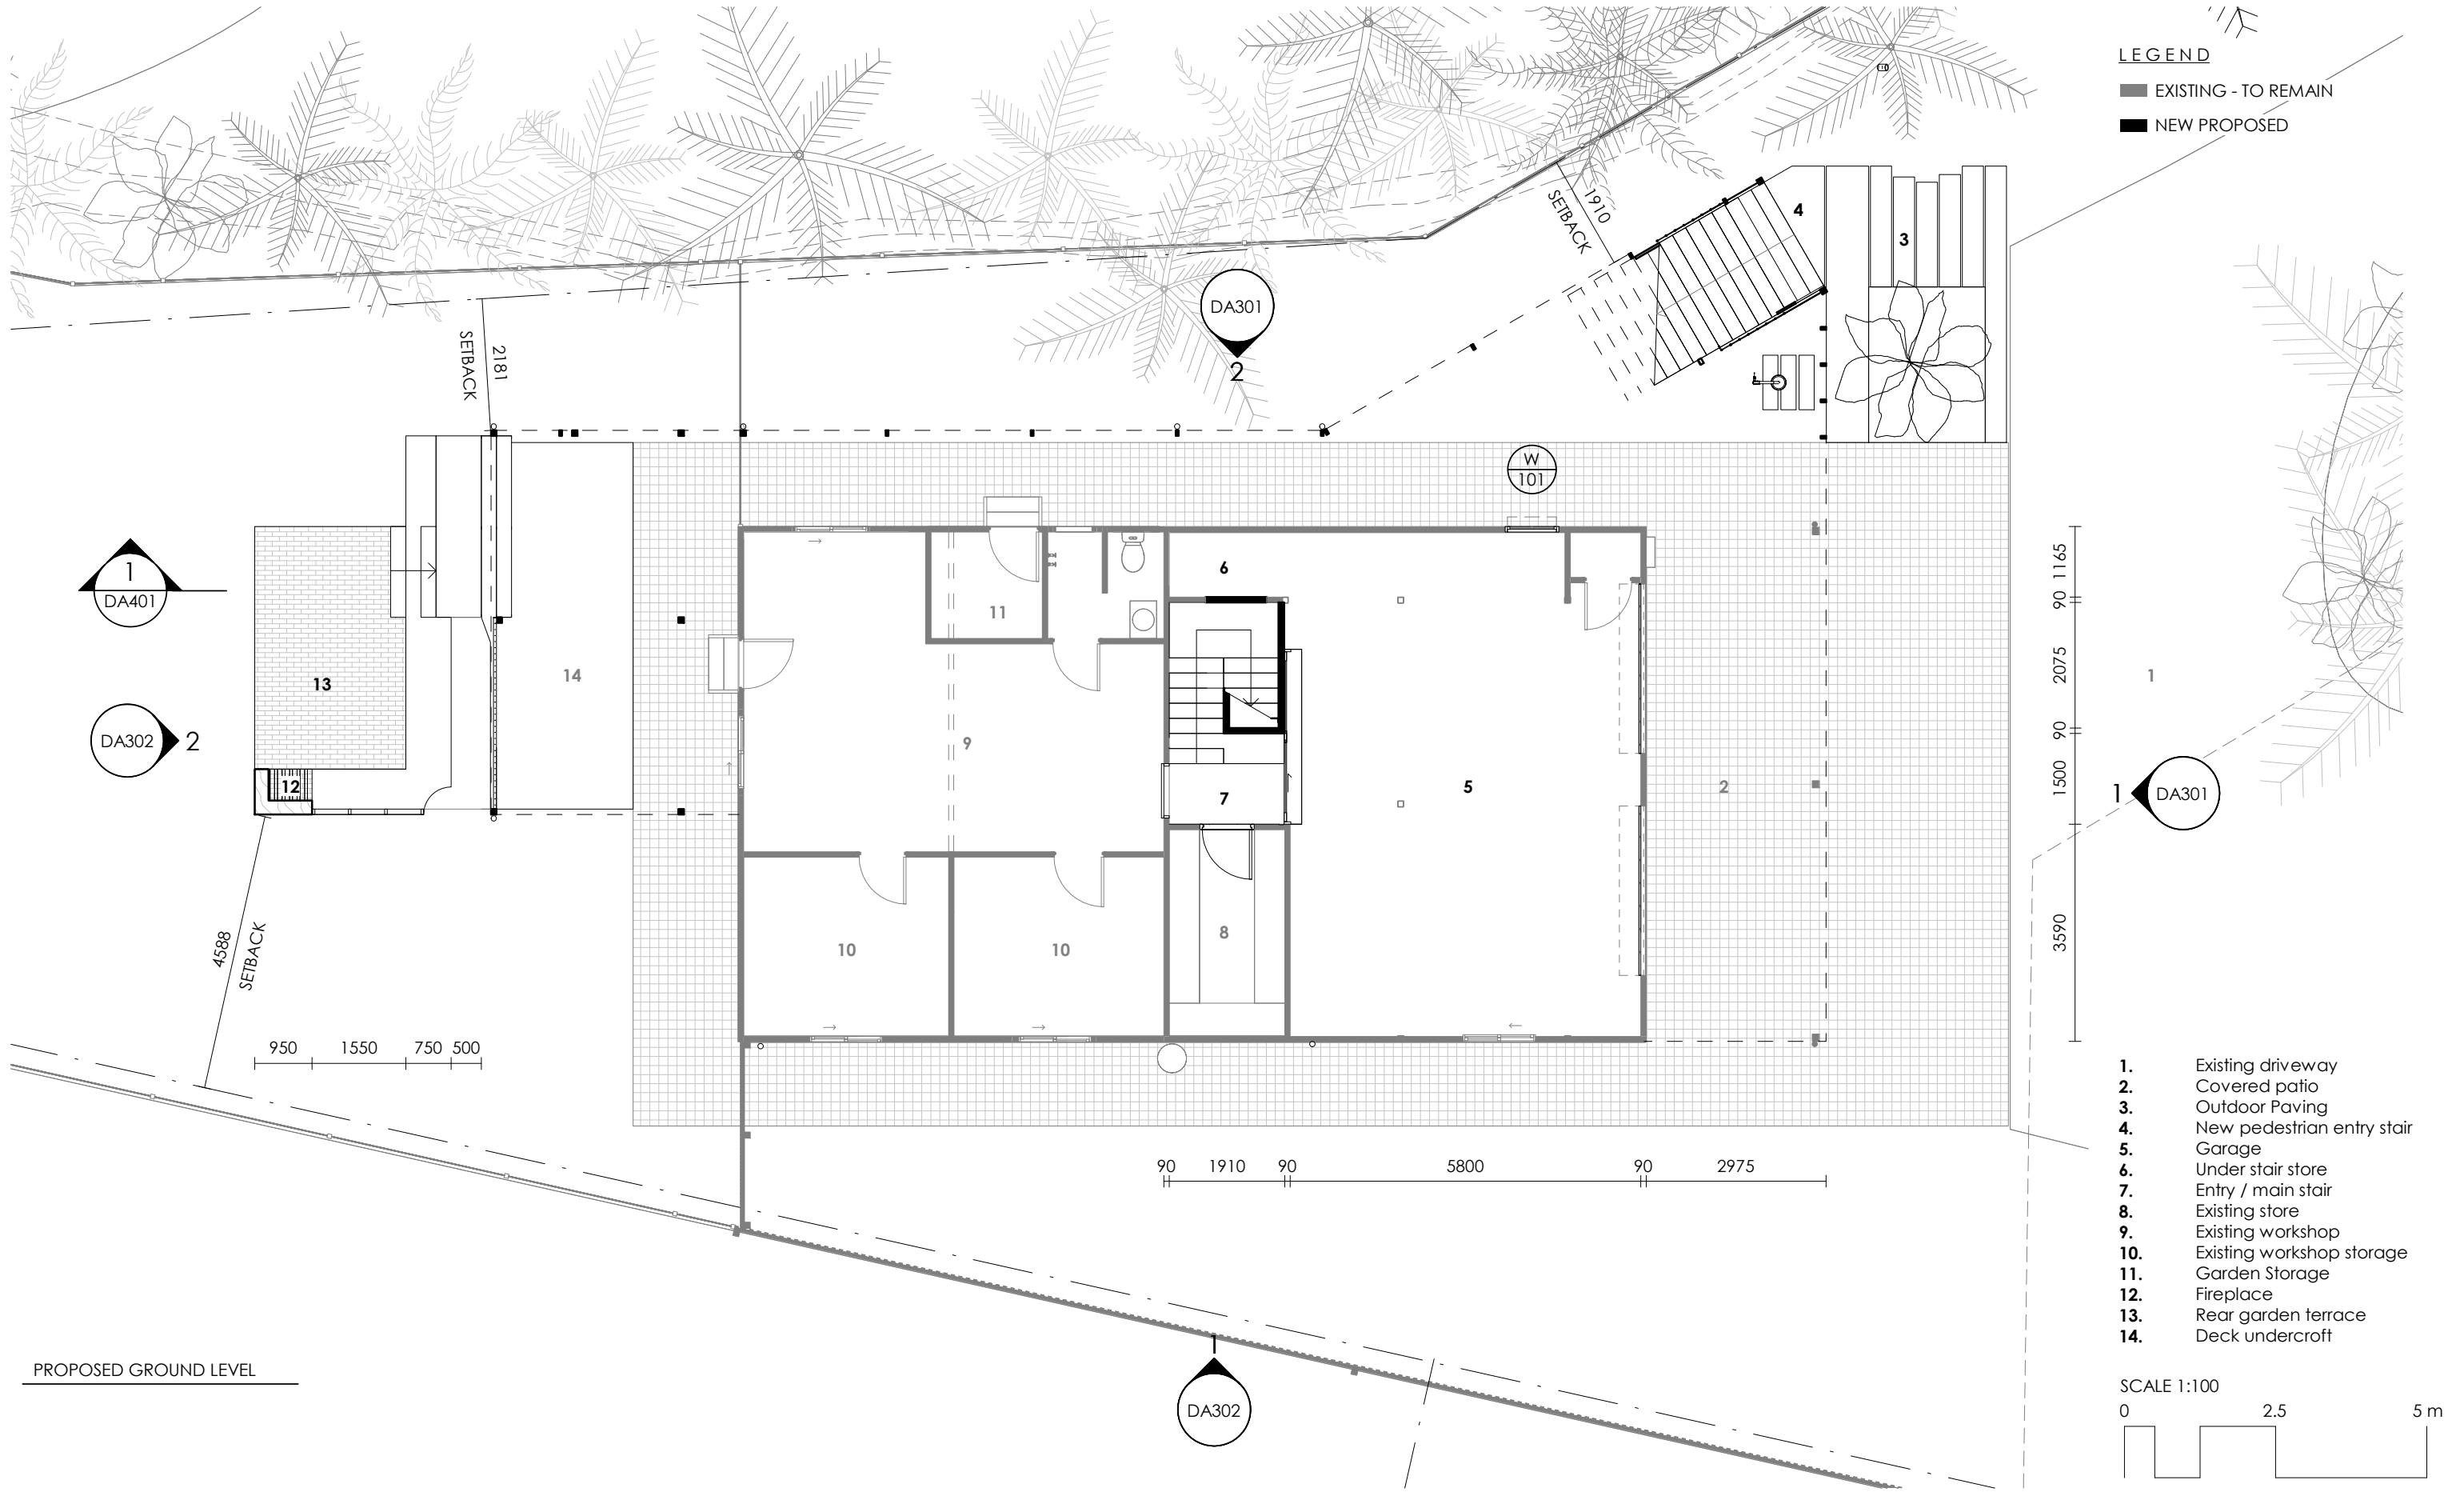 LEGEND
EXISTING - TO REMAIN
NEW PROPOSED
1910
SETBACK
4
3
DA301
2
2181
SETBACK
W
101
1
DA401
6
11
13
14
DA302
2
9
12
7
5
2
8
10
10
1
1
DA301
1165
90
2075
90
1500
3590
4588
SETBACK
950 1550 750 500
90 1910 90 5800 90 2975
1. Existing driveway
2. Covered patio
3. Outdoor Paving
4. New pedestrian entry stair
5. Garage
6. Under stair store
7. Entry / main stair
8. Existing store
9. Existing workshop
10. Existing workshop storage
11. Garden Storage
12. Fireplace
13. Rear garden terrace
14. Deck undercroft
1
DA302
PROPOSED GROUND LEVEL
SCALE 1:100
0 2.5 5 m